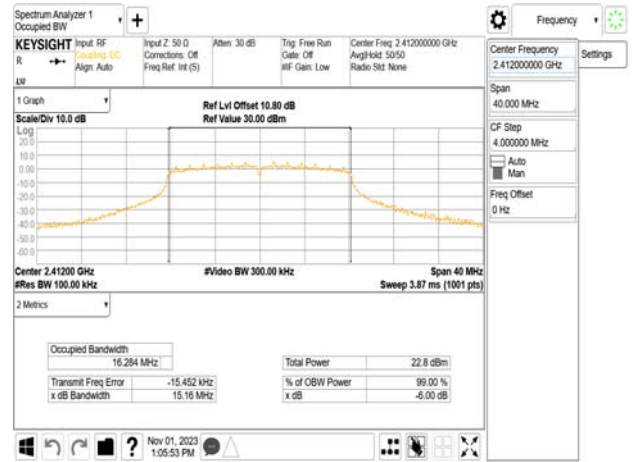 Spectrum Analyzer 1
Occupied BW
Frequency
KEYSIGHT Input: RF
Coupling: DC
Align: Auto
R
LVI
Input Z: 50 Ω
Corrections: Off
Freq Ref: Int (S)
Atten: 30 dB
Trig: Free Run
Gate: Off
#IF Gain: Low
Center Freq: 2.412000000 GHz
Avg|Hold: 50/50
Radio Std: None
Center Frequency
2.412000000 GHz
Settings
Span
40.000 MHz
CF Step
4.000000 MHz
Auto
Man
Freq Offset
0 Hz
1 Graph
Scale/Div 10.0 dB
Ref Lvl Offset 10.80 dB
Ref Value 30.00 dBm
Log
20.0
10.0
0.00
-10.0
-20.0
-30.0
-40.0
-50.0
-60.0
Center 2.41200 GHz
#Res BW 100.00 kHz
#Video BW 300.00 kHz
Span 40 MHz
Sweep 3.87 ms (1001 pts)
2 Metrics
Occupied Bandwidth
16.284 MHz
Transmit Freq Error -15.452 kHz
x dB Bandwidth 15.16 MHz
Total Power 22.8 dBm
% of OBW Power 99.00 %
x dB -6.00 dB
?
Nov 01, 2023
1:05:53 PM